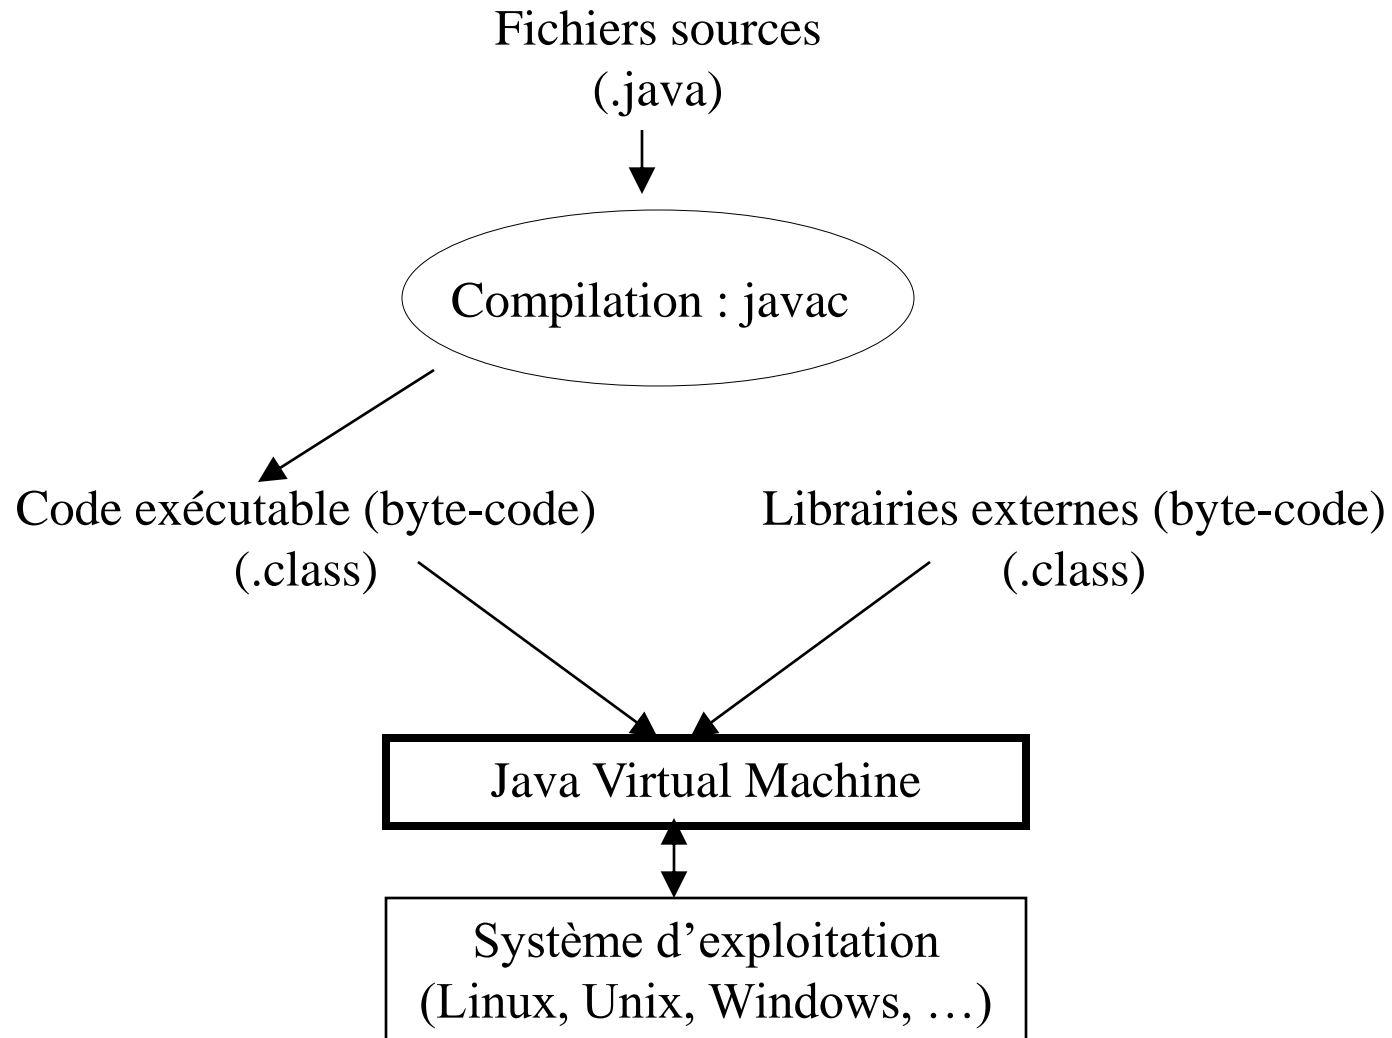 Fichiers sources
(.java)
Compilation : javac
Code exécutable (byte-code)
(.class)
Librairies externes (byte-code)
(.class)
Java Virtual Machine
Système d’exploitation
(Linux, Unix, Windows, …)